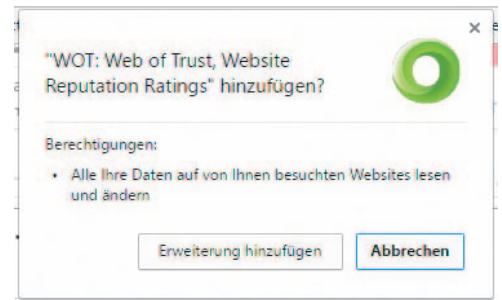 "WOT: Web of Trust, Website
Reputation Ratings" hinzufügen?
Berechtigungen:
• Alle Ihre Daten auf von Ihnen besuchten Websites lesen
und ändern
Erweiterung hinzufügen
Abbrechen